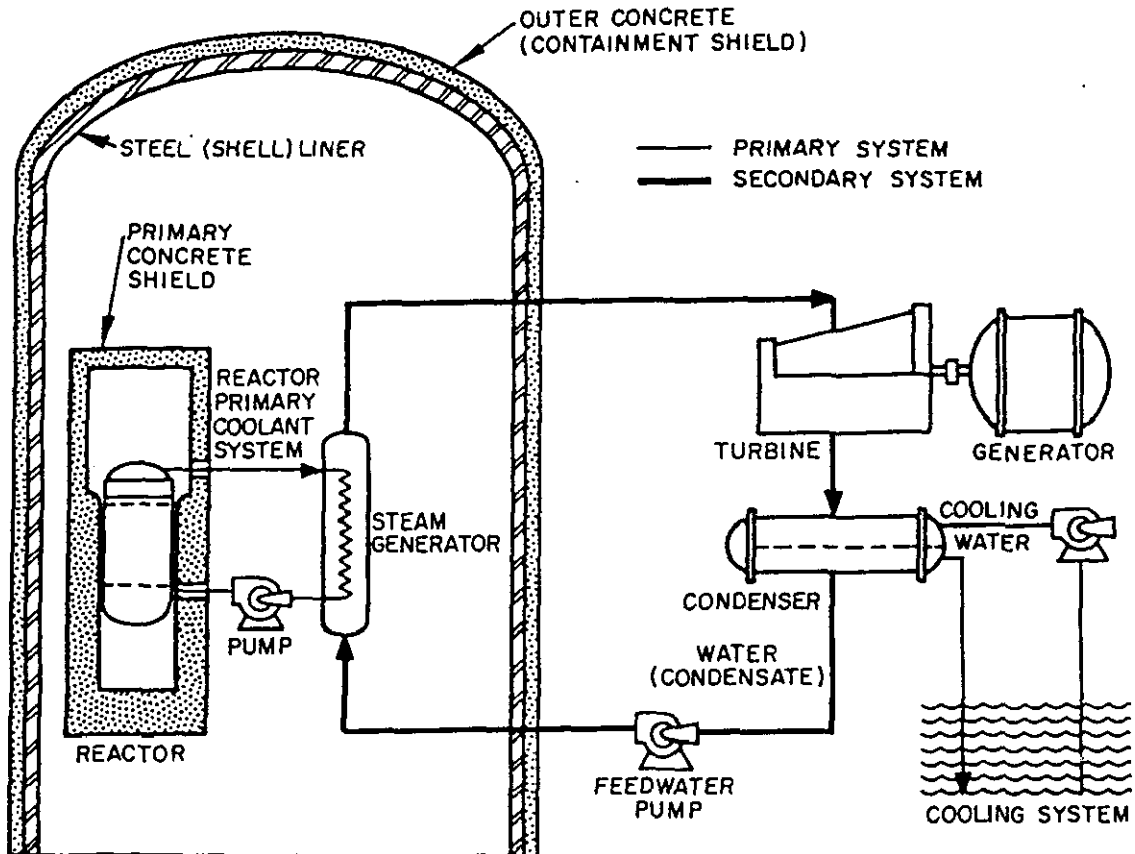 OUTER CONCRETE
(CONTAINMENT SHIELD)
STEEL (SHELL) LINER
PRIMARY SYSTEM
SECONDARY SYSTEM
PRIMARY
CONCRETE
SHIELD
REACTOR
PRIMARY
COOLANT
SYSTEM
TURBINE
GENERATOR
STEAM
GENERATOR
COOLING
WATER
CONDENSER
PUMP
WATER
(CONDENSATE)
REACTOR
FEEDWATER
PUMP
COOLING SYSTEM